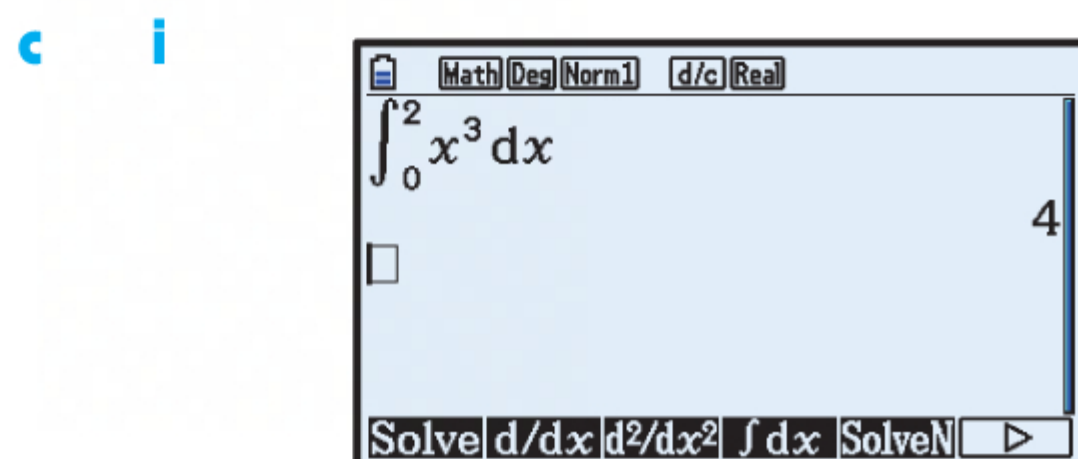 c i
Math Deg Norm1 d/c Real
∫₀² x³ dx
4
Solve d/dx d²/dx² ∫dx SolveN ▷